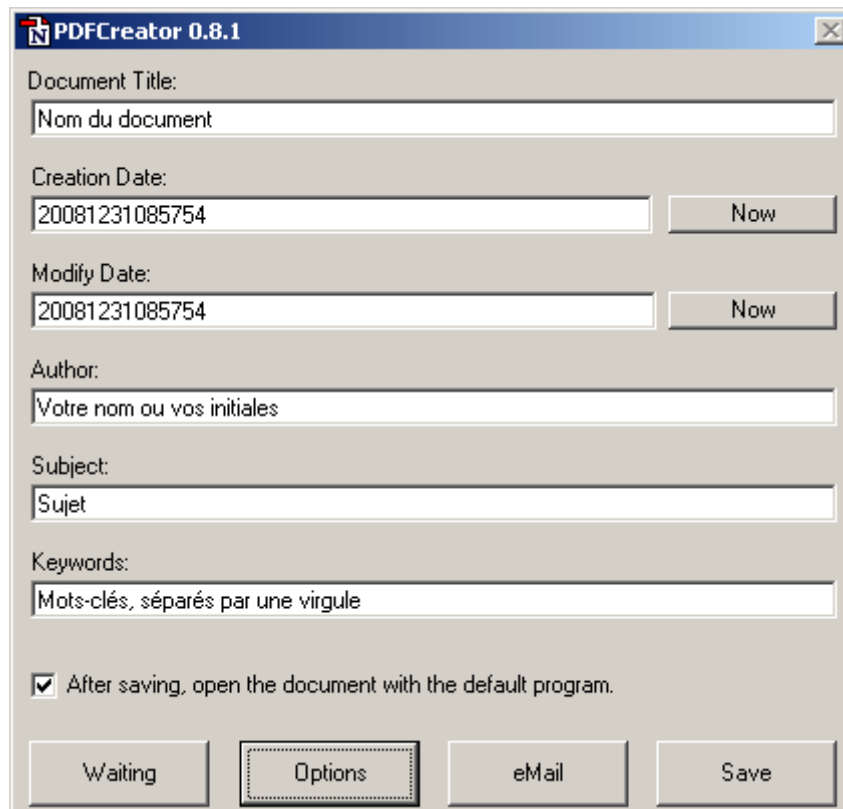 PDFCreator 0.8.1
Document Title:
Nom du document
Creation Date:
20081231085754 Now
Modify Date:
20081231085754 Now
Author:
Votre nom ou vos initiales
Subject:
Sujet
Keywords:
Mots-clés, séparés par une virgule
After saving, open the document with the default program.
Waiting Options eMail Save